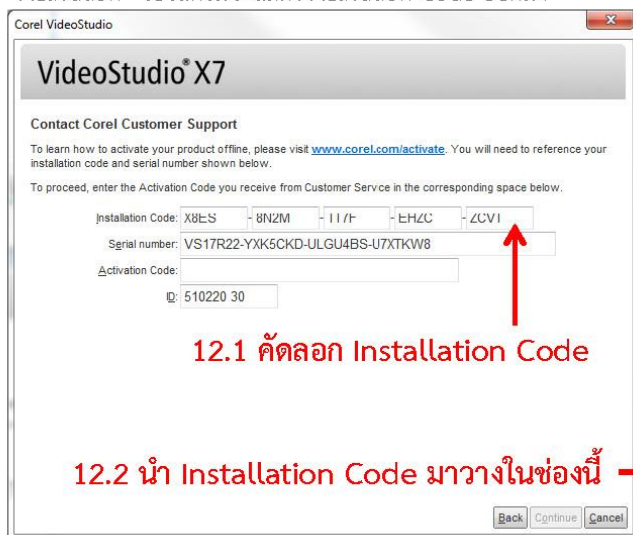 Corel VideoStudio
VideoStudio® X7
Contact Corel Customer Support
To learn how to activate your product offline, please visit www.corel.com/activate. You will need to reference your
installation code and serial number shown below.
To proceed, enter the Activation Code you receive from Customer Servce in the corresponding space below.
Installation Code: X8ES - 8N2M - - EHZC - ZCVT
Serial number: VS17R22-YXK5CKD-ULGU4BS-U7XTKW8
Activation Code:
ID: 510220 30
12.1 คัดลอก Installation Code
12.2 นำ Installation Code มาวางในช่องนี้
Back Continue Cancel